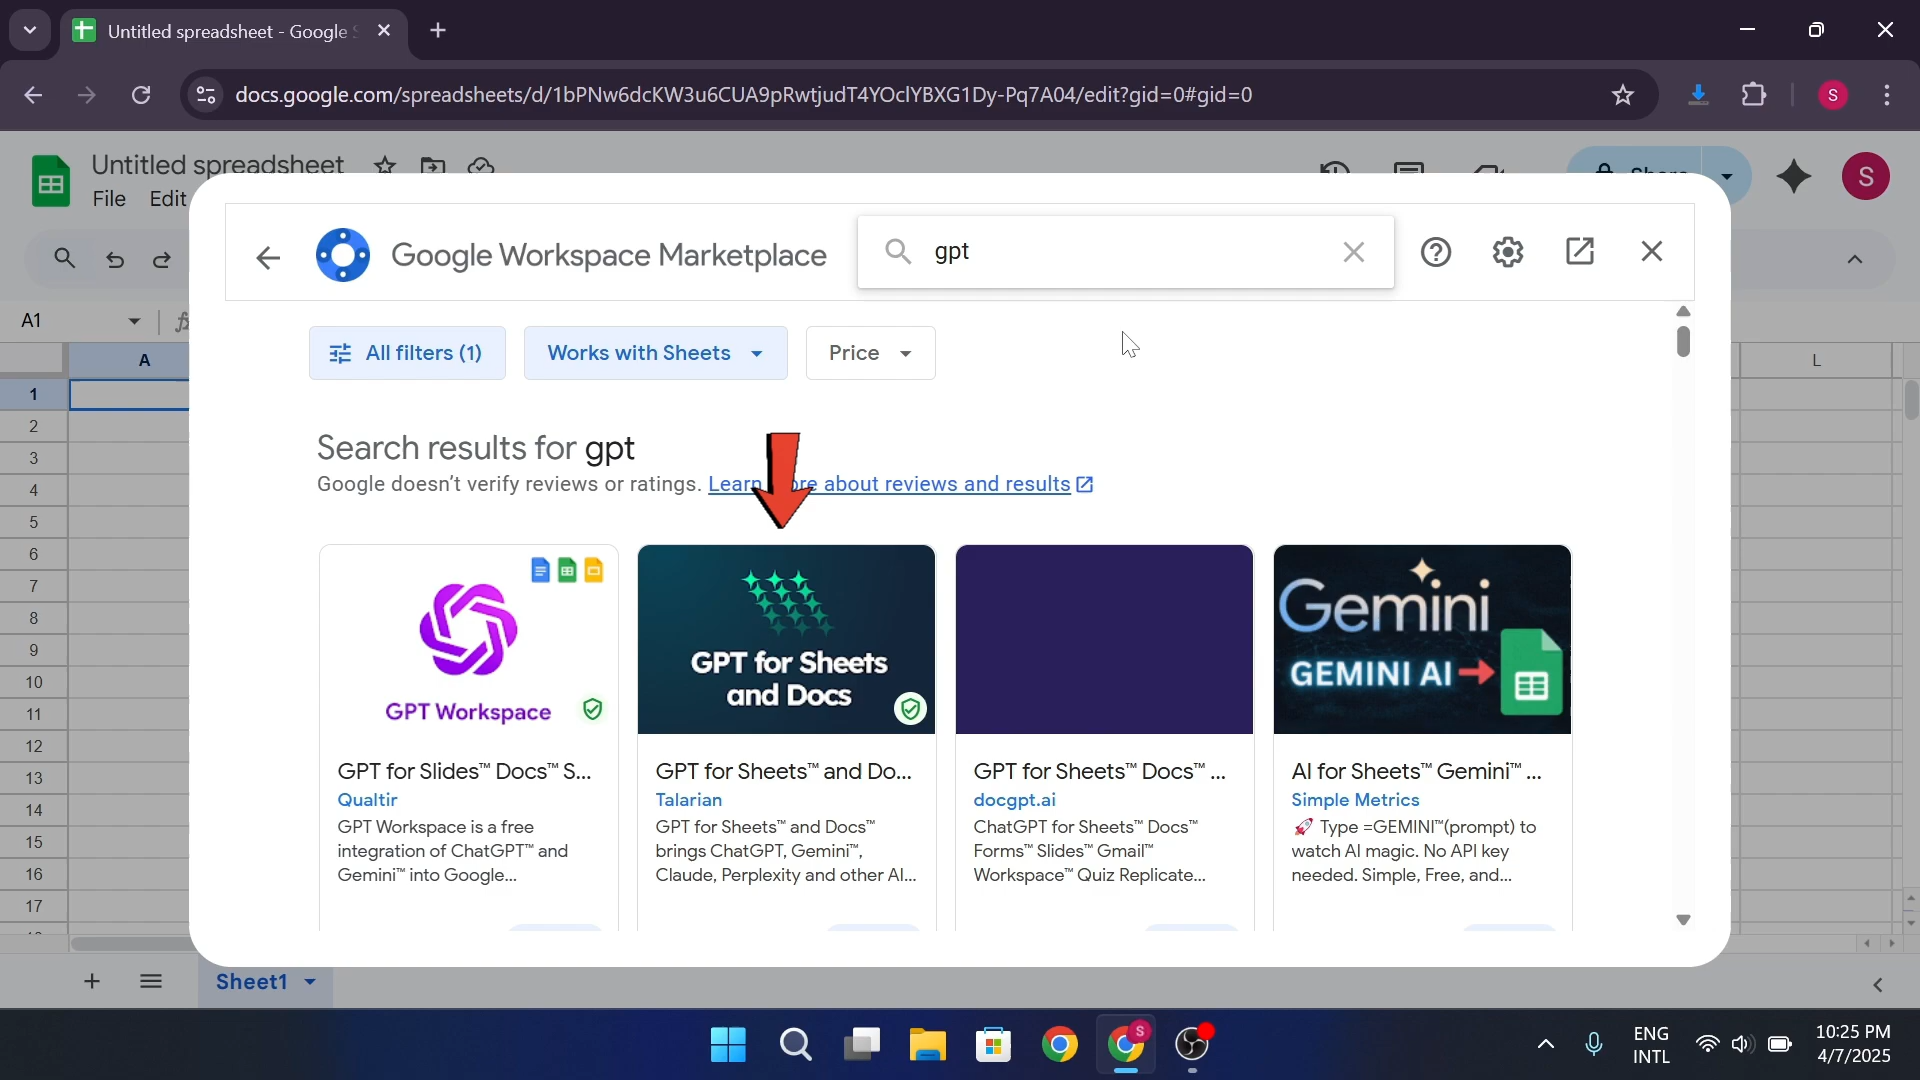 Untitled spreadsheet - Google S
docs.google.com/spreadsheets/d/1bPNw6dcKW3u6CUA9pRwtjudT4YOclYBXG1Dy-Pq7A04/edit?gid=0#gid=0
S
Untitled spreadsheet
File Edit
Share
S
Google Workspace Marketplace
gpt
A1
fx
All filters (1)
Works with Sheets
Price
A
L
1
2
3
4
5
6
7
8
9
10
11
12
13
14
15
16
17
Search results for gpt
Google doesn't verify reviews or ratings. Learn more about reviews and results
GPT Workspace
GPT for Sheets
and Docs
Gemini
GEMINI AI
GPT for Slides™ Docs™ S...
Qualtir
GPT Workspace is a free
integration of ChatGPT™ and
Gemini™ into Google...
GPT for Sheets™ and Do...
Talarian
GPT for Sheets™ and Docs™
brings ChatGPT, Gemini™,
Claude, Perplexity and other AI...
GPT for Sheets™ Docs™ ...
docgpt.ai
ChatGPT for Sheets™ Docs™
Forms™ Slides™ Gmail™
Workspace™ Quiz Replicate...
AI for Sheets™ Gemini™ ...
Simple Metrics
🚀 Type =GEMINI™(prompt) to
watch AI magic. No API key
needed. Simple, Free, and...
Sheet1
S
ENG
INTL
10:25 PM
4/7/2025